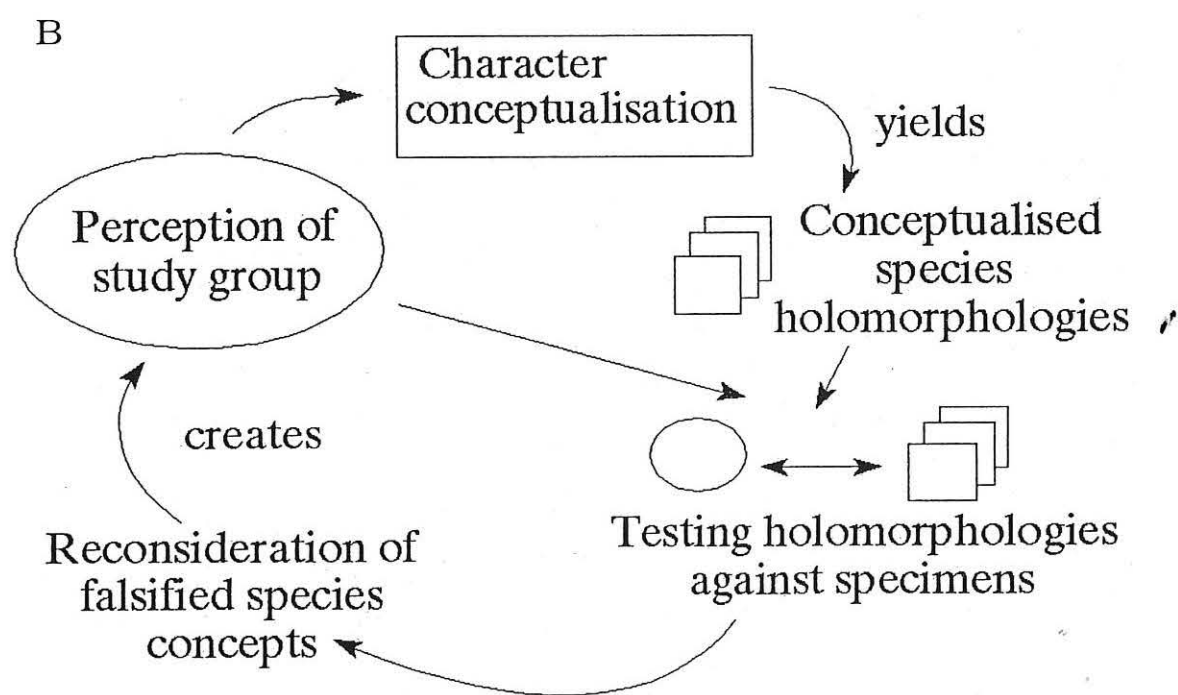 B
Character
conceptualisation
yields
Perception of
study group
Conceptualised
species
holomorphologies
creates
Testing holomorphologies
against specimens
Reconsideration of
falsified species
concepts